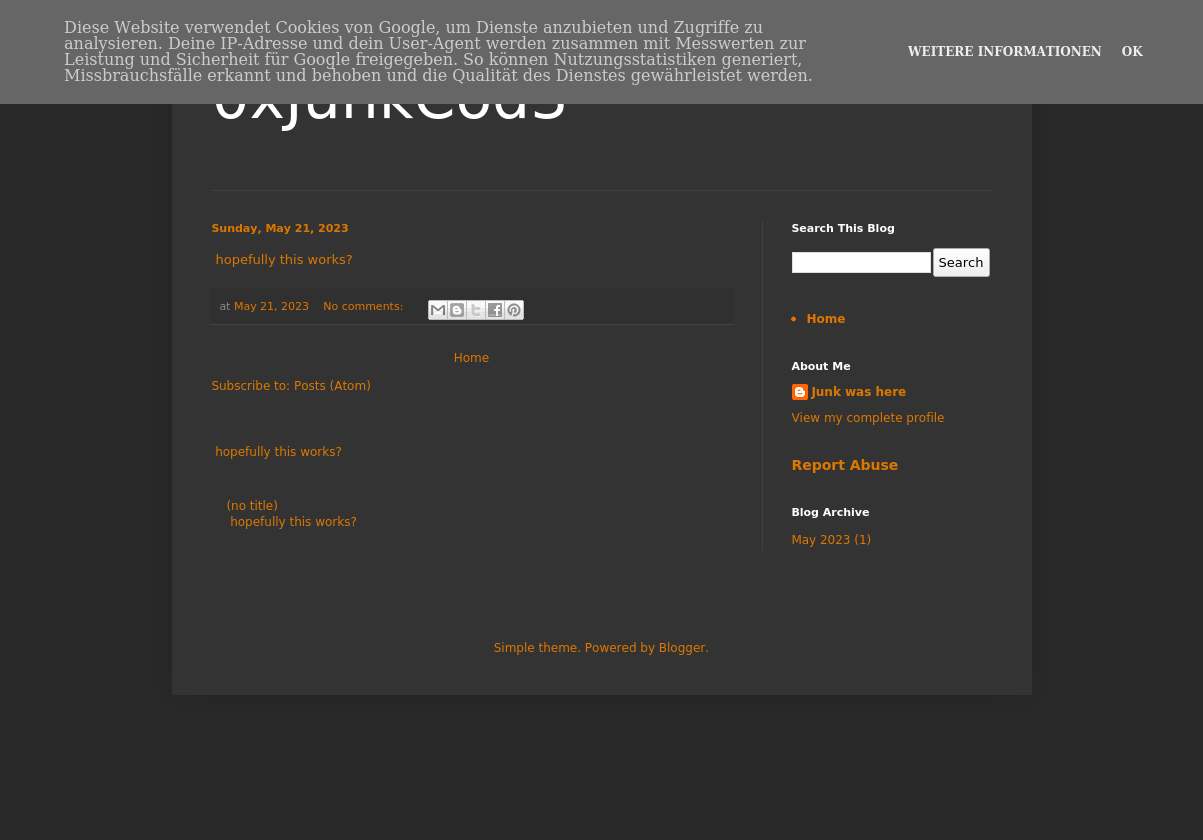 Diese Website verwendet Cookies von Google, um Dienste anzubieten und Zugriffe zu
analysieren. Deine IP-Adresse und dein User-Agent werden zusammen mit Messwerten zur
Leistung und Sicherheit für Google freigegeben. So können Nutzungsstatistiken generiert,
Missbrauchsfälle erkannt und behoben und die Qualität des Dienstes gewährleistet werden.
WEITERE INFORMATIONEN OK
Sunday, May 21, 2023
hopefully this works?
at May 21, 2023 No comments:
Home
Subscribe to: Posts (Atom)
hopefully this works?
(no title)
hopefully this works?
Search This Blog
Search
Home
About Me
Junk was here
View my complete profile
Report Abuse
Blog Archive
May 2023 (1)
Simple theme. Powered by Blogger.